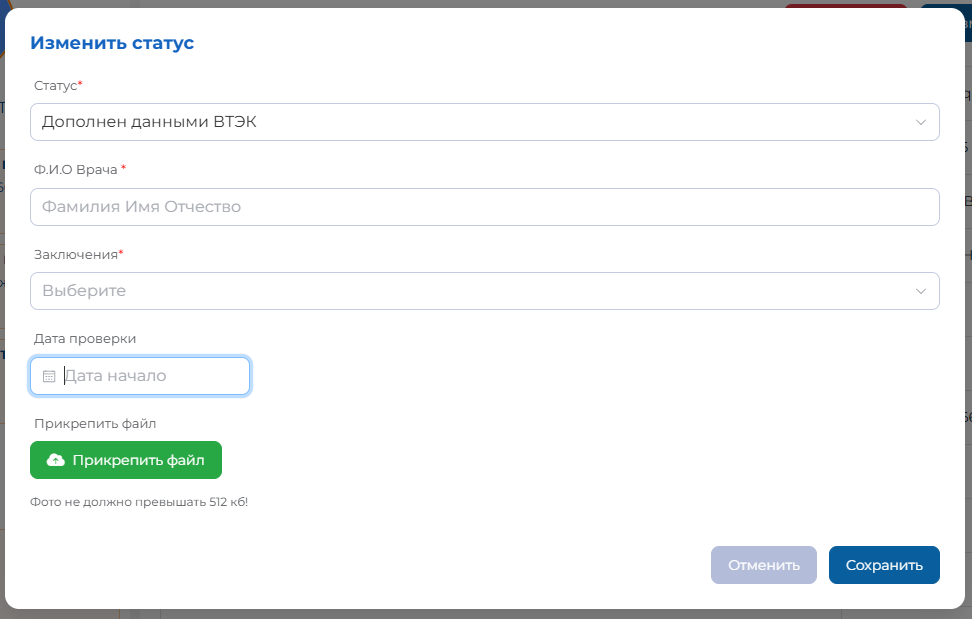 Изменить статус
Статус*
Дополнен данными ВТЭК
Ф.И.О Врача *
Фамилия Имя Отчество
Заключения*
Выберите
Дата проверки
Дата начало
Прикрепить файл
Прикрепить файл
Фото не должно превышать 512 кб!
Отменить
Сохранить